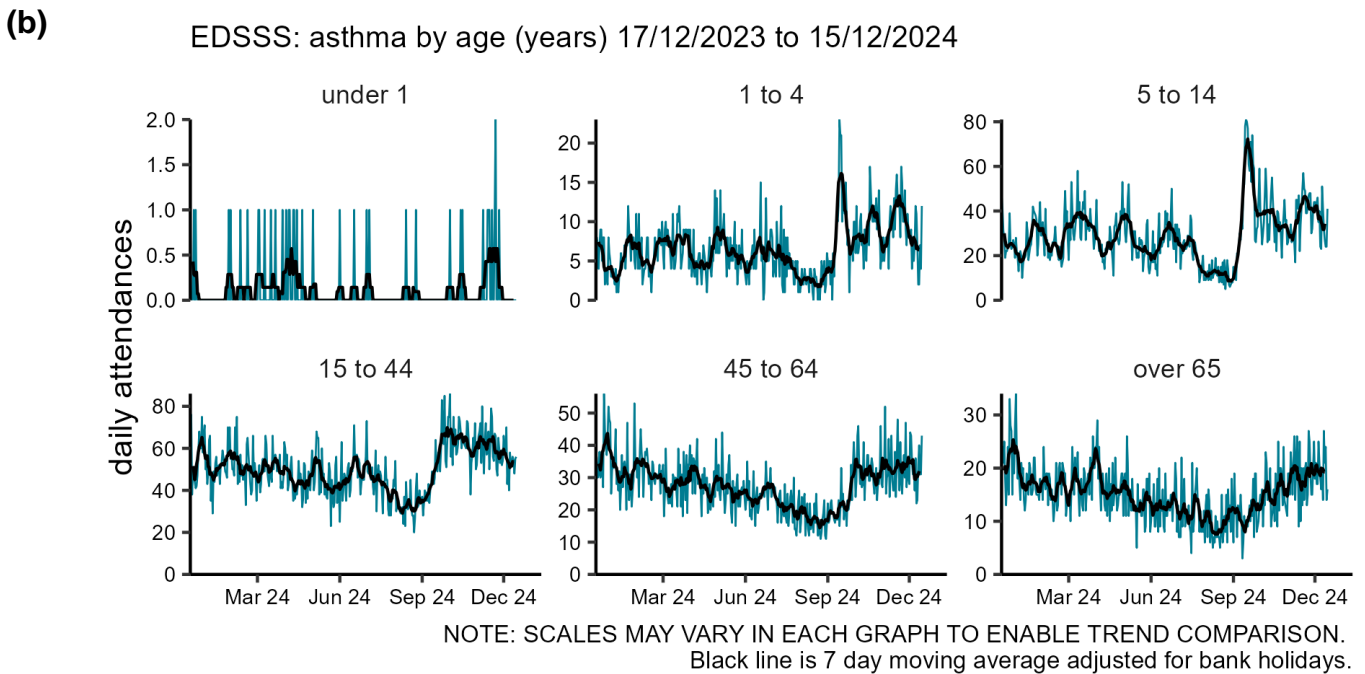 (b)
EDSSS: asthma by age (years) 17/12/2023 to 15/12/2024
daily attendances
under 1
2.0
1.5
1.0
0.5
0.0
1 to 4
20
15
10
5
0
5 to 14
80
60
40
20
0
15 to 44
80
60
40
20
0
Mar 24 Jun 24 Sep 24 Dec 24
45 to 64
50
40
30
20
10
0
Mar 24 Jun 24 Sep 24 Dec 24
over 65
30
20
10
0
Mar 24 Jun 24 Sep 24 Dec 24
NOTE: SCALES MAY VARY IN EACH GRAPH TO ENABLE TREND COMPARISON.
Black line is 7 day moving average adjusted for bank holidays.